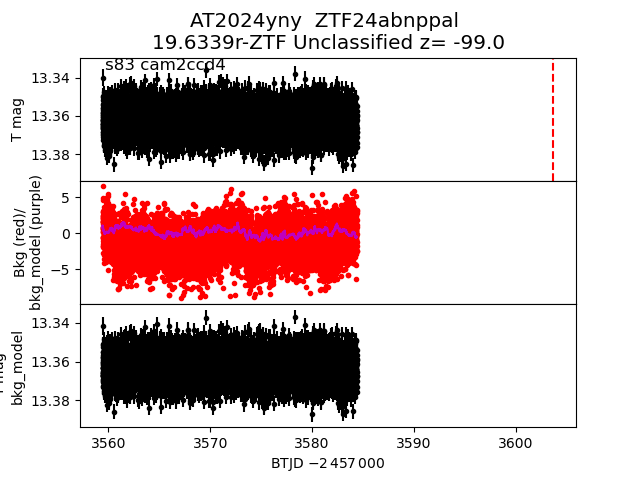 AT2024yny  ZTF24abnppal
19.6339r-ZTF Unclassified z= -99.0
s83 cam2ccd4
13.34
13.36
13.38
T mag
5
0
−5
Bkg (red)/
bkg_model (purple)
13.34
13.36
13.38
bkg_model
3560
3570
3580
3590
3600
BTJD −2 457 000